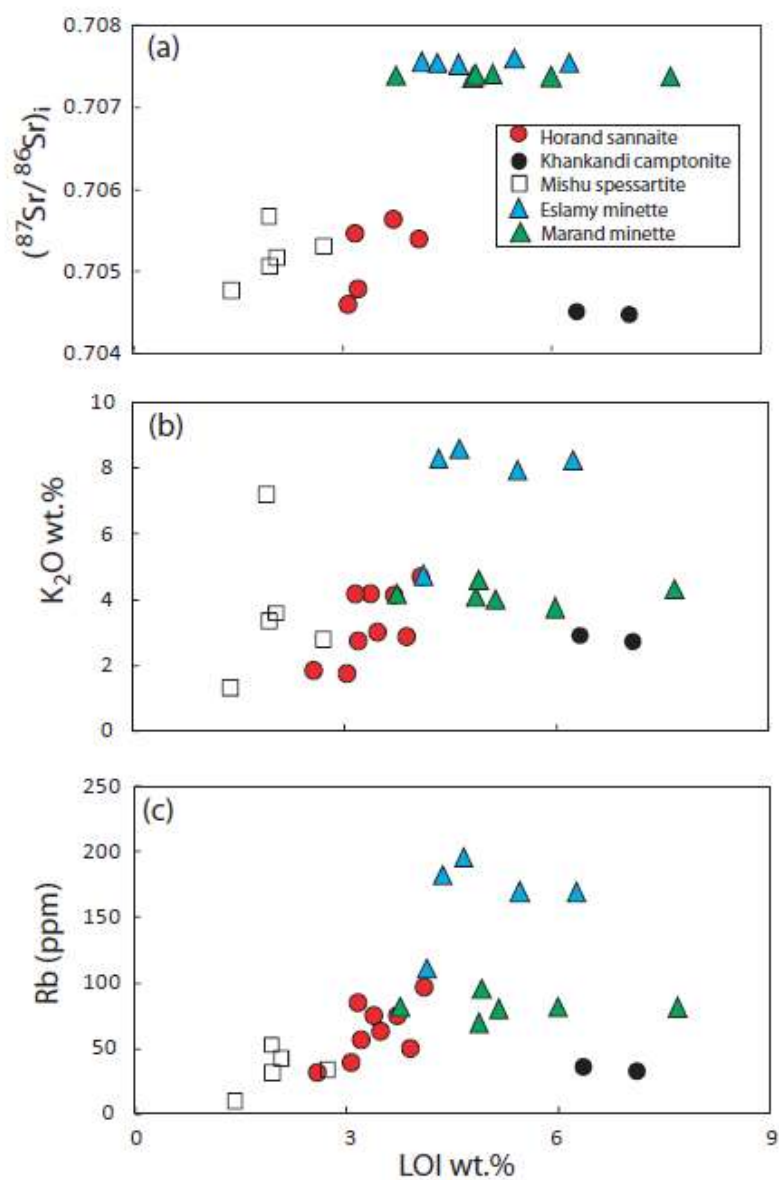 (a)
0.708
0.707
0.706
0.705
0.704
(⁸⁷Sr/⁸⁶Sr)i
Horand sannaite
Khankandi camptonite
Mishu spessartite
Eslamy minette
Marand minette
(b)
10
8
6
4
2
0
K₂O wt.%
(c)
250
200
150
100
50
0
Rb (ppm)
0 3 6 9
LOI wt.%